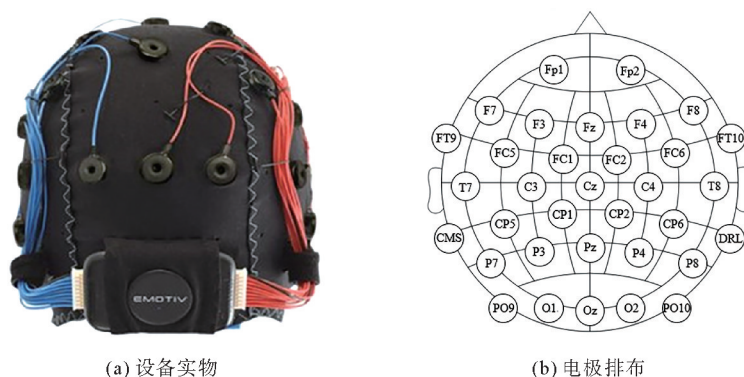 EMOTIV
Fp1 Fp2
F7 F3 Fz F4 F8
FT9 FC5 FC1 FC2 FC6 FT10
T7 C3 Cz C4 T8
CP5 CP1 CP2 CP6
CMS DRL
P7 P3 Pz P4 P8
PO9 O1 Oz O2 PO10
(a) 设备实物
(b) 电极排布